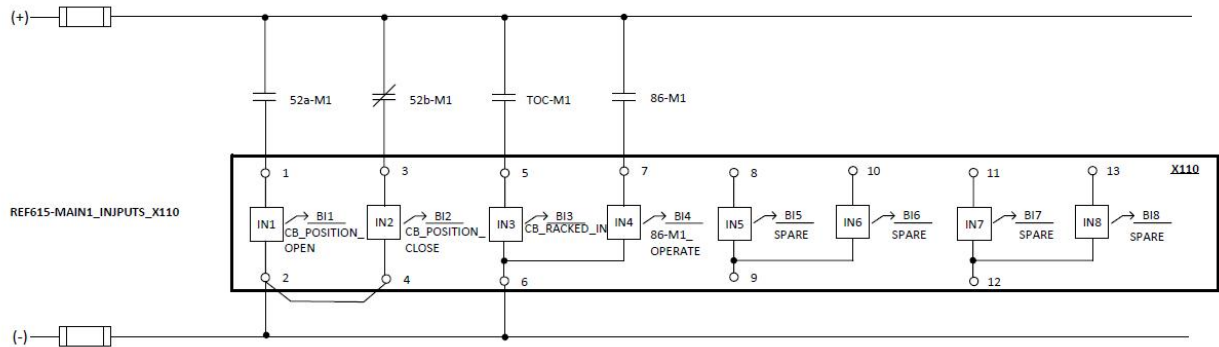 (+)
52a-M1
52b-M1
TOC-M1
86-M1
X110
1
3
5
7
8
10
11
13
REF615-MAIN1_INJPUTS_X110
IN1
BI1
CB_POSITION_
OPEN
IN2
BI2
CB_POSITION_
CLOSE
IN3
BI3
CB_RACKED_IN
IN4
BI4
86-M1_
OPERATE
IN5
BI5
SPARE
IN6
BI6
SPARE
IN7
BI7
SPARE
IN8
BI8
SPARE
2
4
6
9
12
(-)